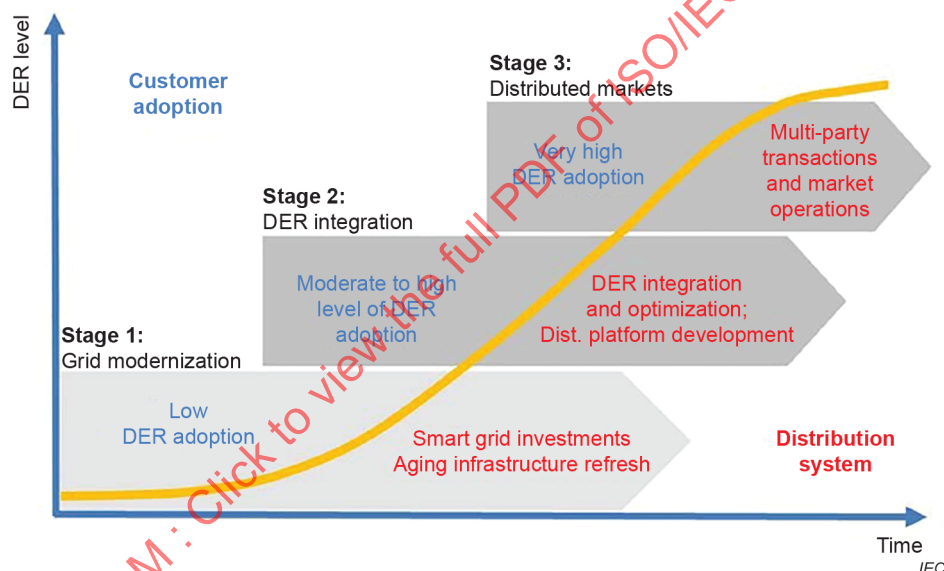 DER level
Customer
adoption
Stage 3:
Distributed markets
Very high
DER adoption
Multi-party
transactions
and market
operations
Stage 2:
DER integration
Moderate to high
level of DER
adoption
DER integration
and optimization;
Dist. platform development
Stage 1:
Grid modernization
Low
DER adoption
Smart grid investments
Aging infrastructure refresh
Distribution
system
Time
IEC
M : Click to view the full PDF of ISO/IEC